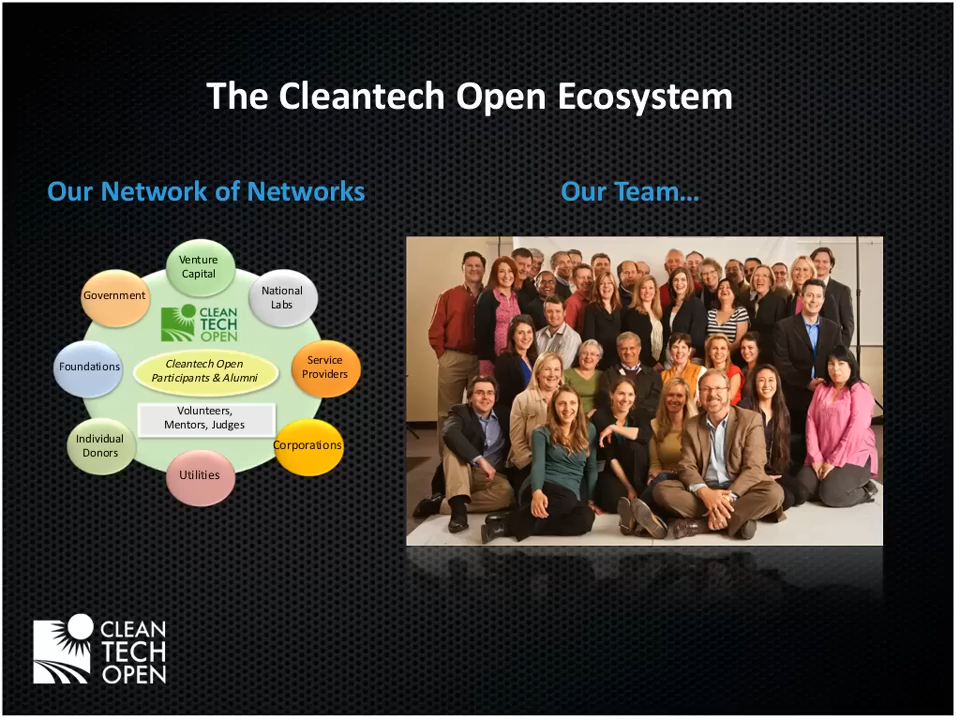 The Cleantech Open Ecosystem
Our Network of Networks
Our Team…
Venture
Capital
Government
National
Labs
CLEAN
TECH
OPEN
Foundations
Cleantech Open
Participants & Alumni
Service
Providers
Volunteers,
Mentors, Judges
Individual
Donors
Corporations
Utilities
CLEAN
TECH
OPEN